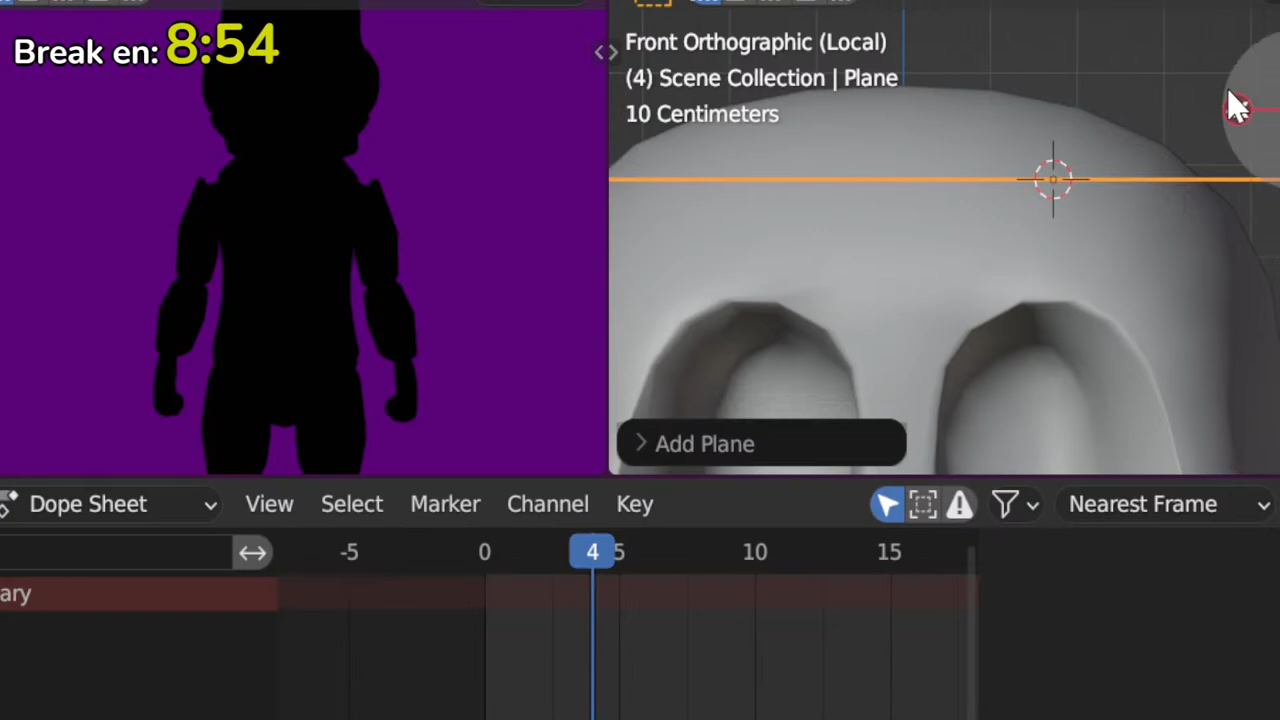 Break en: 8:54
Front Orthographic (Local)
(4) Scene Collection | Plane
10 Centimeters
Add Plane
Dope Sheet View Select Marker Channel Key Nearest Frame
-5 0 4 5 10 15
ary